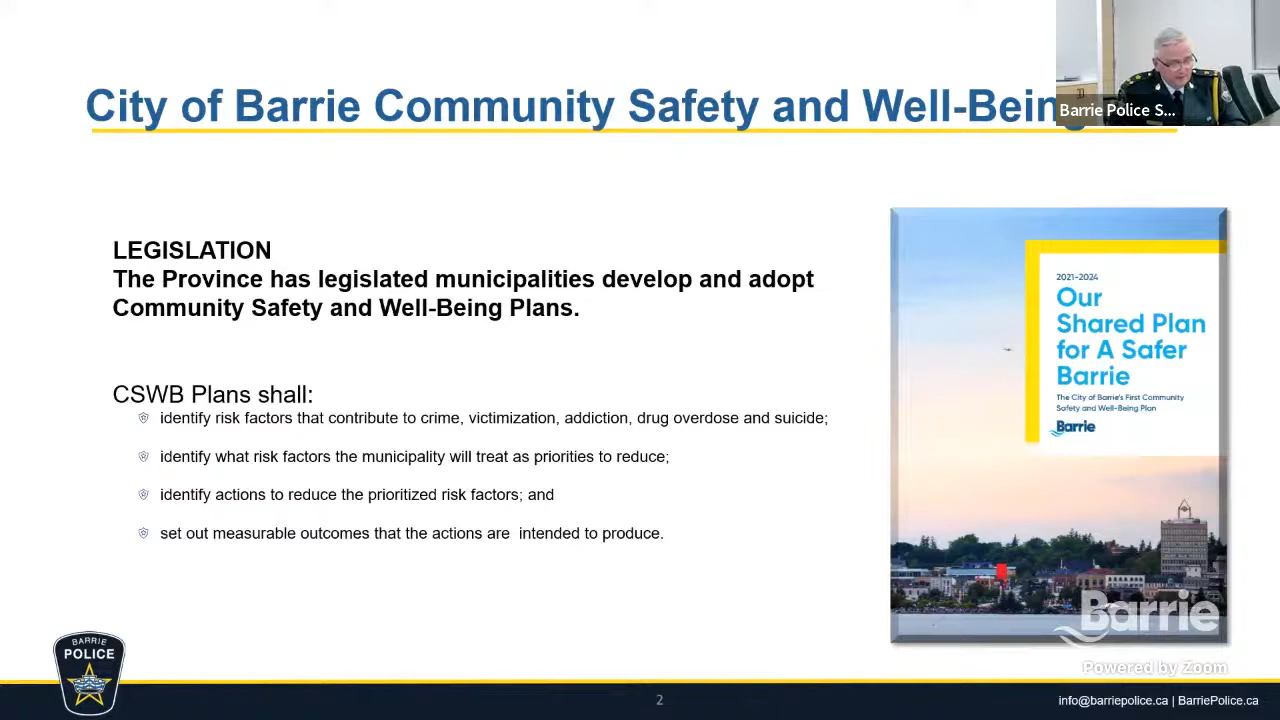 City of Barrie Community Safety and Well-Being
Barrie Police S...
LEGISLATION
The Province has legislated municipalities develop and adopt
Community Safety and Well-Being Plans.
CSWB Plans shall:
identify risk factors that contribute to crime, victimization, addiction, drug overdose and suicide;
identify what risk factors the municipality will treat as priorities to reduce;
identify actions to reduce the prioritized risk factors; and
set out measurable outcomes that the actions are  intended to produce.
2021-2024
Our
Shared Plan
for A Safer
Barrie
The City of Barrie's First Community
Safety and Well-Being Plan
Barrie
Barrie
Powered by Zoom
BARRIE
POLICE
2
info@barriepolice.ca | BarriePolice.ca